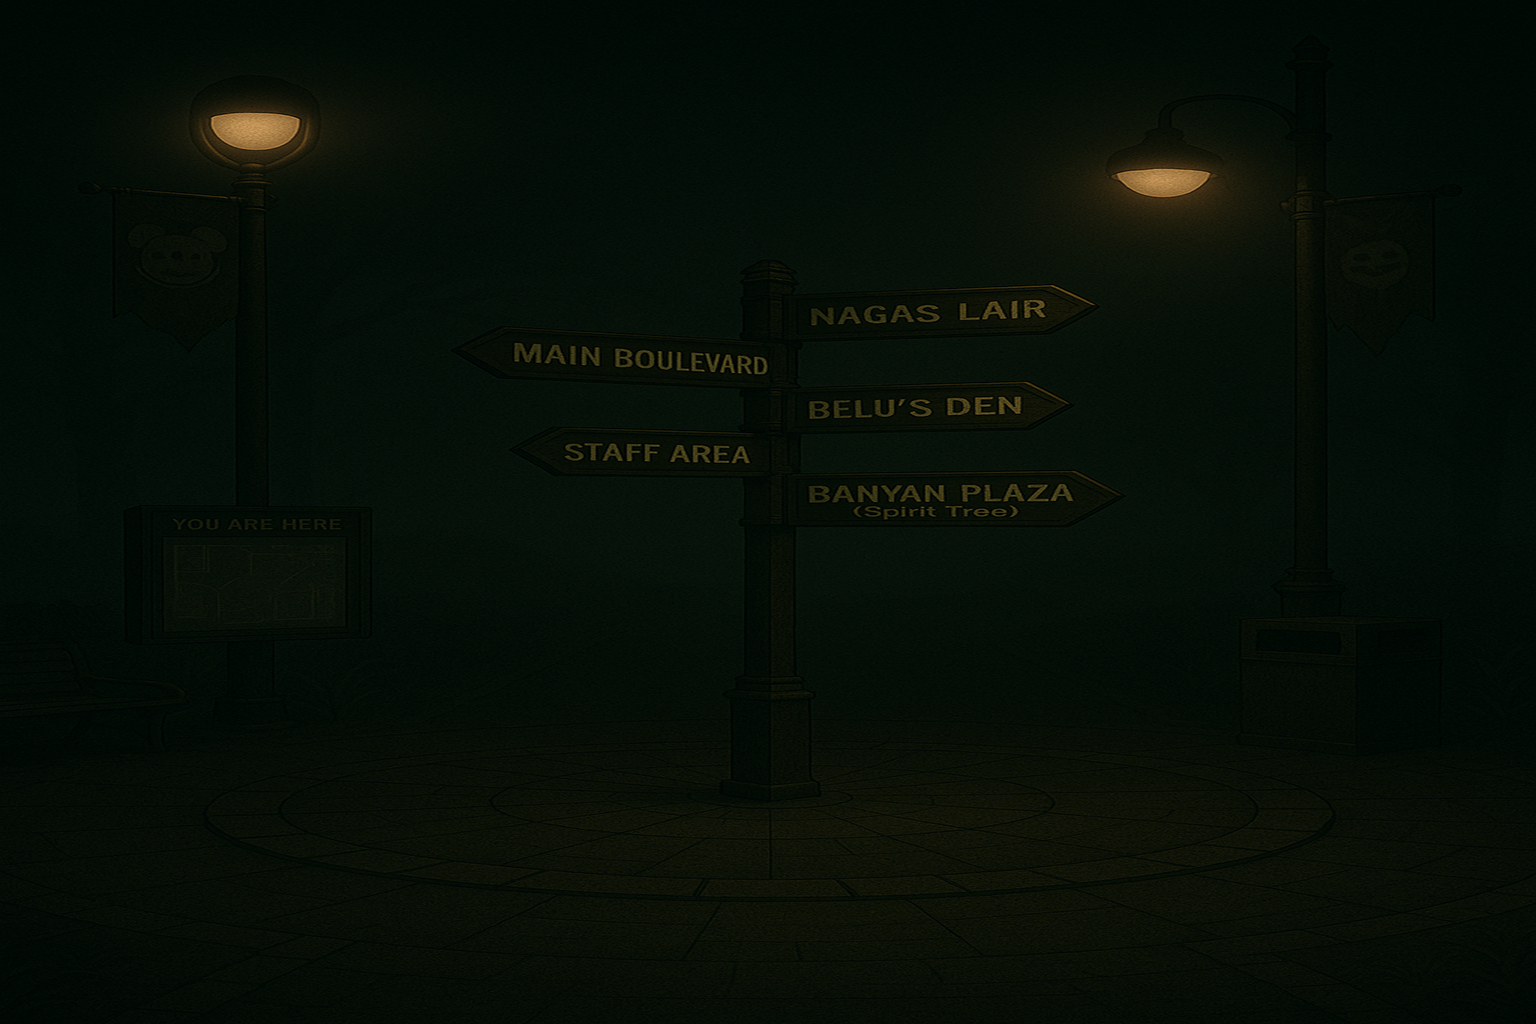 NAGAS LAIR
MAIN BOULEVARD
BELU'S DEN
STAFF AREA
BANYAN PLAZA
(Spirit Tree)
YOU ARE HERE